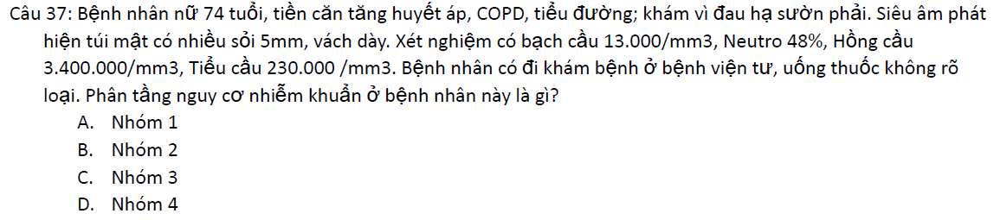 Câu 37: Bệnh nhân nữ 74 tuổi, tiền căn tăng huyết áp, COPD, tiểu đường; khám vì đau hạ sườn phải. Siêu âm phát
hiện túi mật có nhiều sỏi 5mm, vách dày. Xét nghiệm có bạch cầu 13.000/mm3, Neutro 48%, Hồng cầu
3.400.000/mm3, Tiểu cầu 230.000 /mm3. Bệnh nhân có đi khám bệnh ở bệnh viện tư, uống thuốc không rõ
loại. Phân tầng nguy cơ nhiễm khuẩn ở bệnh nhân này là gì?
A. Nhóm 1
B. Nhóm 2
C. Nhóm 3
D. Nhóm 4